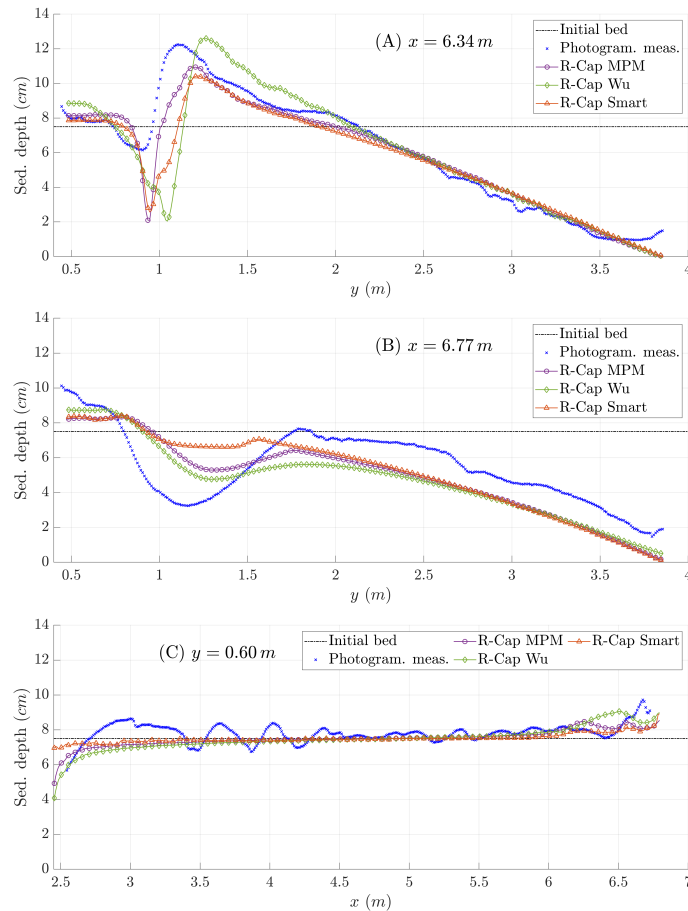 14
12
10
8
6
4
2
0
Sed. depth (cm)
(A) x = 6.34 m
Initial bed
Photogram. meas.
R-Cap MPM
R-Cap Wu
R-Cap Smart
0.5 1 1.5 2 2.5 3 3.5 4
y (m)
14
12
10
8
6
4
2
0
Sed. depth (cm)
(B) x = 6.77 m
Initial bed
Photogram. meas.
R-Cap MPM
R-Cap Wu
R-Cap Smart
0.5 1 1.5 2 2.5 3 3.5 4
y (m)
14
12
10
8
6
4
2
0
Sed. depth (cm)
(C) y = 0.60 m
Initial bed R-Cap MPM R-Cap Smart
Photogram. meas. R-Cap Wu
2.5 3 3.5 4 4.5 5 5.5 6 6.5 7
x (m)